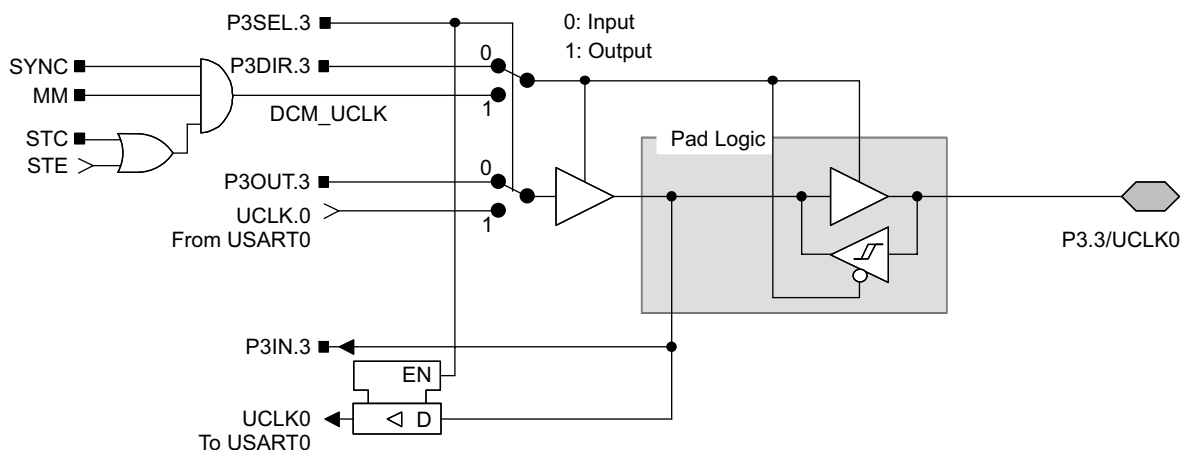 P3SEL.3
0: Input
1: Output
SYNC
P3DIR.3
0
MM
DCM_UCLK
1
STC
STE
Pad Logic
P3OUT.3
0
UCLK.0
1
From USART0
P3.3/UCLK0
P3IN.3
EN
UCLK0
D
To USART0